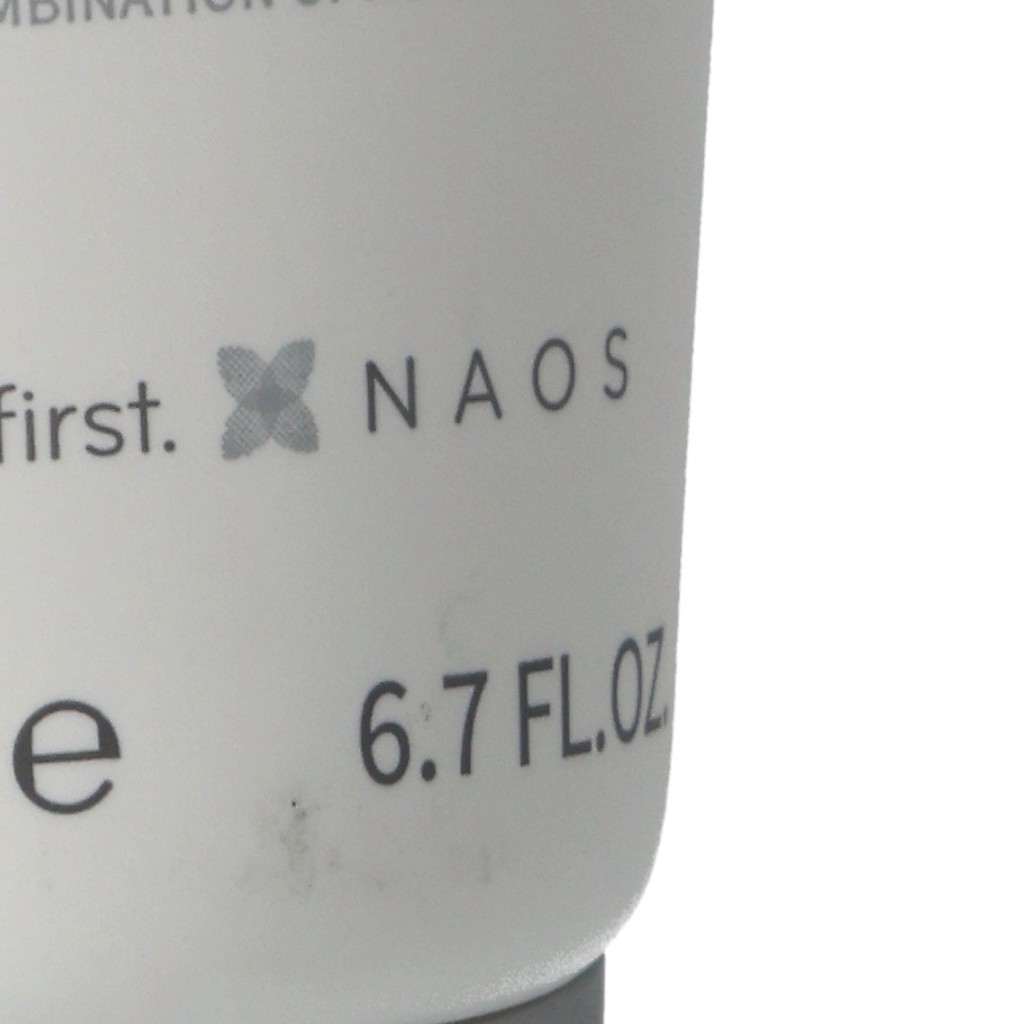 first. NAOS
e 6.7 FL.OZ.